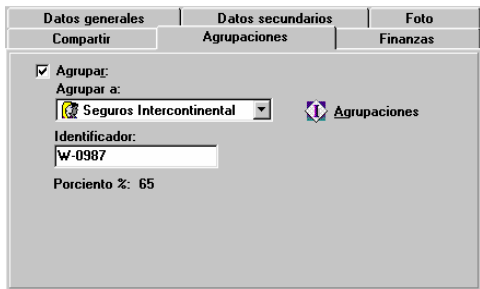 Datos generales Datos secundarios Foto
Compartir Agrupaciones Finanzas
Agrupar:
Agrupar a:
Seguros Intercontinental Agrupaciones
Identificador:
W-0987
Porciento %: 65